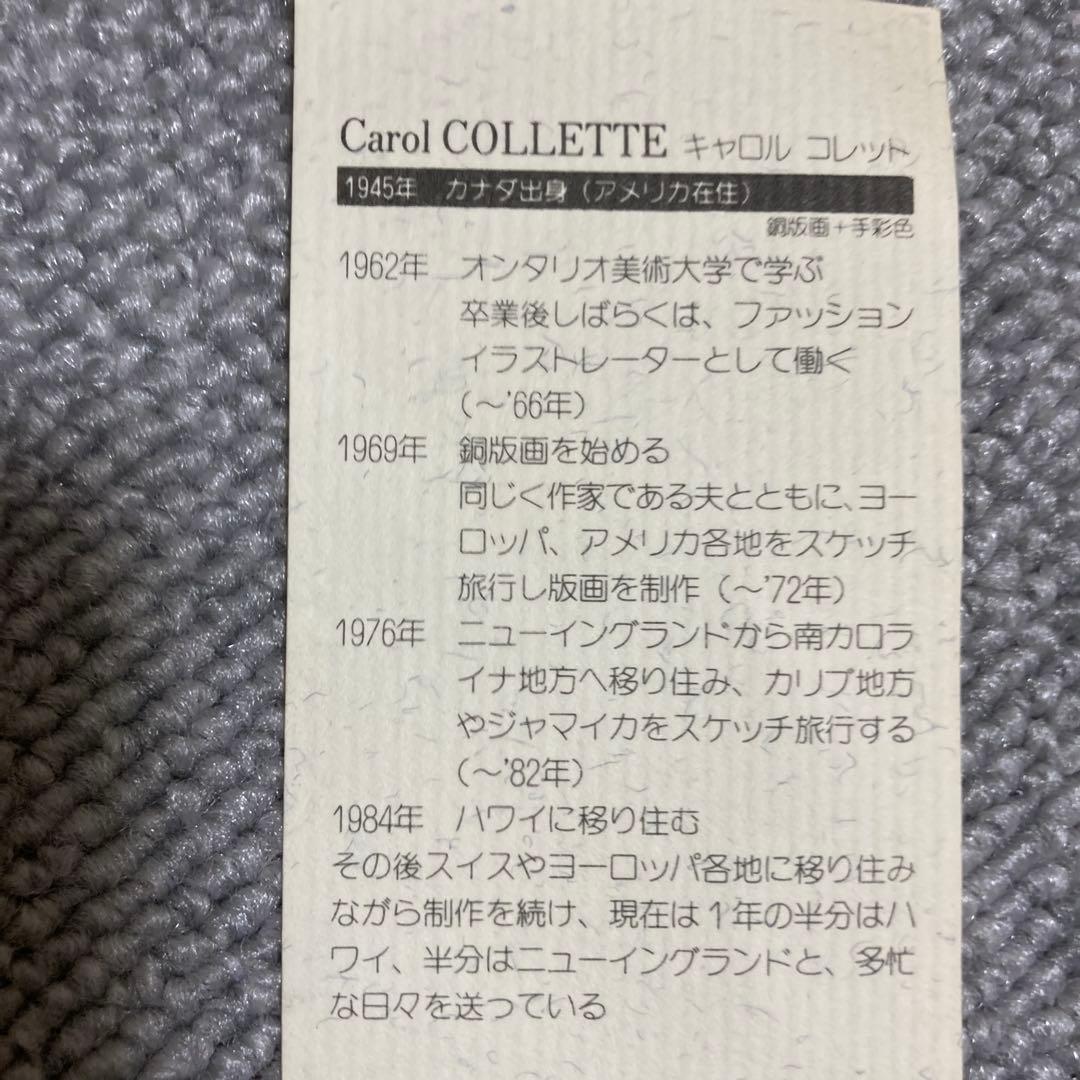 Carol COLLETTE キャロル コレット
1945年 カナダ出身（アメリカ在住）
銅版画＋手彩色
1962年 オンタリオ美術大学で学ぶ
卒業後しばらくは、ファッション
イラストレーターとして働く
（～'66年）
1969年 銅版画を始める
同じく作家である夫とともに、ヨー
ロッパ、アメリカ各地をスケッチ
旅行し版画を制作（～'72年）
1976年 ニューイングランドから南カロラ
イナ地方へ移り住み、カリブ地方
やジャマイカをスケッチ旅行する
（～'82年）
1984年 ハワイに移り住む
その後スイスやヨーロッパ各地に移り住み
ながら制作を続け、現在は1年の半分はハ
ワイ、半分はニューイングランドと、多忙
な日々を送っている